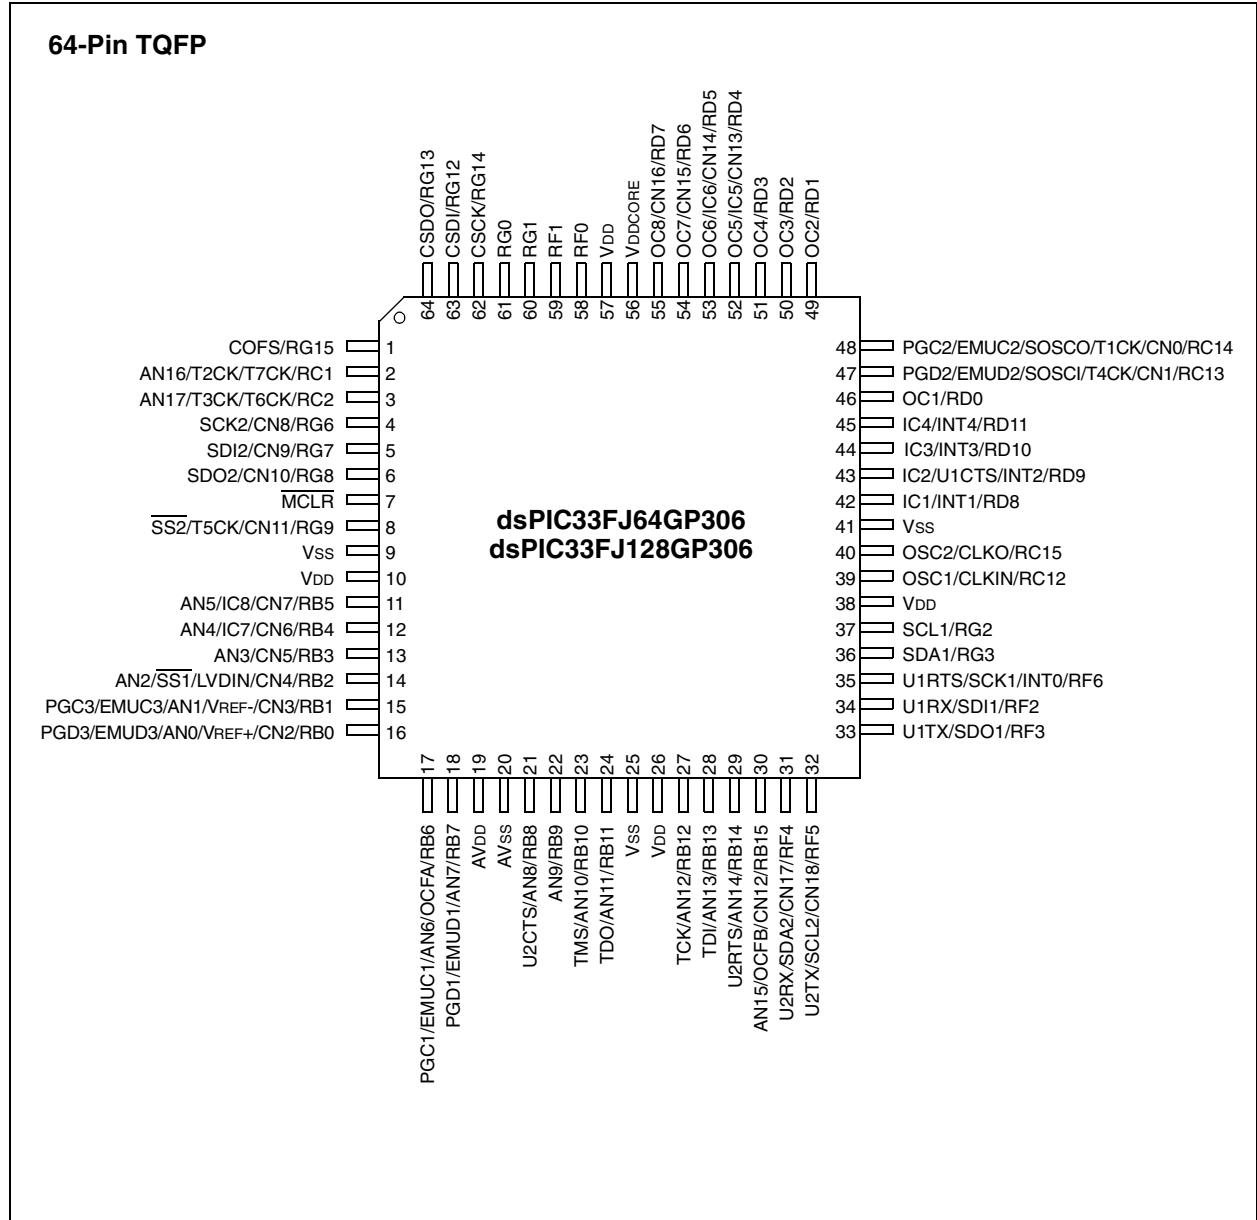 64-Pin TQFP
CSDO/RG13
CSDI/RG12
CSCK/RG14
RG0
RG1
RF1
RF0
VDD
VDDCORE
OC8/CN16/RD7
OC7/CN15/RD6
OC6/IC6/CN14/RD5
OC5/IC5/CN13/RD4
OC4/RD3
OC3/RD2
OC2/RD1
64
63
62
61
60
59
58
57
56
55
54
53
52
51
50
49
COFS/RG15 1
AN16/T2CK/T7CK/RC1 2
AN17/T3CK/T6CK/RC2 3
SCK2/CN8/RG6 4
SDI2/CN9/RG7 5
SDO2/CN10/RG8 6
MCLR 7
SS2/T5CK/CN11/RG9 8
VSS 9
VDD 10
AN5/IC8/CN7/RB5 11
AN4/IC7/CN6/RB4 12
AN3/CN5/RB3 13
AN2/SS1/LVDIN/CN4/RB2 14
PGC3/EMUC3/AN1/VREF-/CN3/RB1 15
PGD3/EMUD3/AN0/VREF+/CN2/RB0 16
dsPIC33FJ64GP306
dsPIC33FJ128GP306
48 PGC2/EMUC2/SOSCO/T1CK/CN0/RC14
47 PGD2/EMUD2/SOSCI/T4CK/CN1/RC13
46 OC1/RD0
45 IC4/INT4/RD11
44 IC3/INT3/RD10
43 IC2/U1CTS/INT2/RD9
42 IC1/INT1/RD8
41 VSS
40 OSC2/CLKO/RC15
39 OSC1/CLKIN/RC12
38 VDD
37 SCL1/RG2
36 SDA1/RG3
35 U1RTS/SCK1/INT0/RF6
34 U1RX/SDI1/RF2
33 U1TX/SDO1/RF3
17
18
19
20
21
22
23
24
25
26
27
28
29
30
31
32
PGC1/EMUC1/AN6/OCFA/RB6
PGD1/EMUD1/AN7/RB7
AVDD
AVSS
U2CTS/AN8/RB8
AN9/RB9
TMS/AN10/RB10
TDO/AN11/RB11
VSS
VDD
TCK/AN12/RB12
TDI/AN13/RB13
U2RTS/AN14/RB14
AN15/OCFB/CN12/RB15
U2RX/SDA2/CN17/RF4
U2TX/SCL2/CN18/RF5